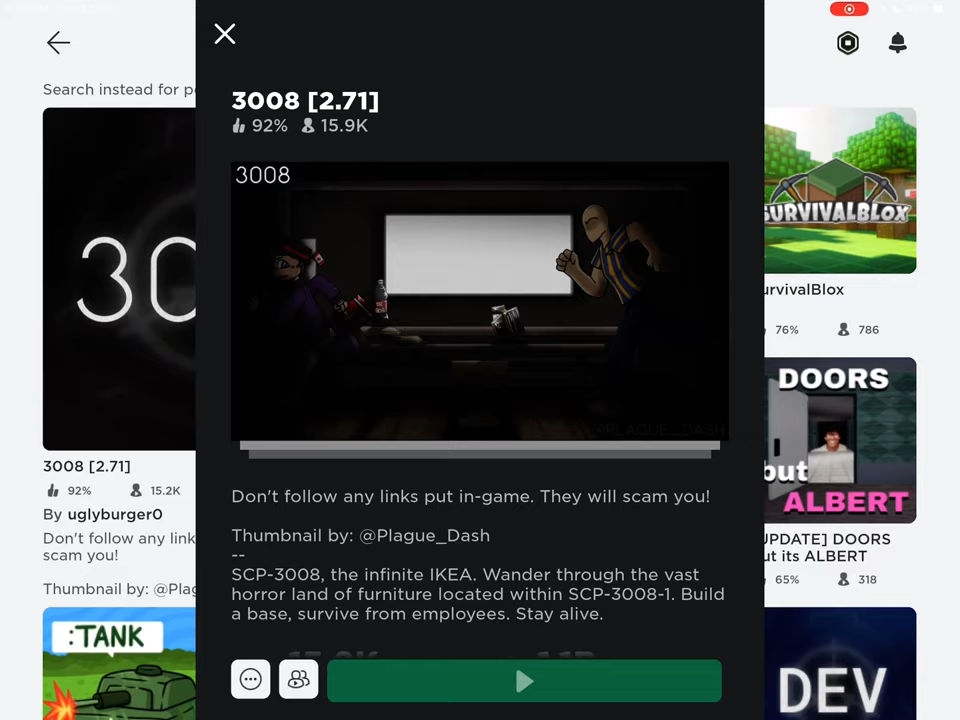 Search instead for p
3008 [2.71]
92% 15.9K
3008
@PLAGUE_DASH
Don't follow any links put in-game. They will scam you!
Thumbnail by: @Plague_Dash
--
SCP-3008, the infinite IKEA. Wander through the vast
horror land of furniture located within SCP-3008-1. Build
a base, survive from employees. Stay alive.
30
3008 [2.71]
92% 15.2K
By uglyburger0
Don't follow any link
scam you!
Thumbnail by: @Plag
:TANK
SURVIVALBLOX
urvivalBlox
76% 786
DOORS
but
ALBERT
UPDATE] DOORS
ut its ALBERT
65% 318
DEV